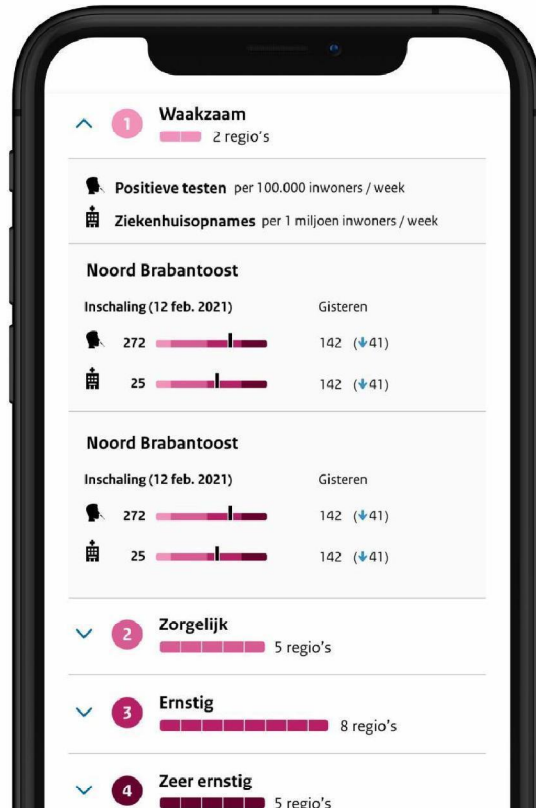 1 Waakzaam
2 regio's
Positieve testen per 100.000 inwoners / week
Ziekenhuisopnames per 1 miljoen inwoners / week
Noord Brabantoost
Inschaling (12 feb. 2021) Gisteren
272 142 (↓41)
25 142 (↓41)
Noord Brabantoost
Inschaling (12 feb. 2021) Gisteren
272 142 (↓41)
25 142 (↓41)
2 Zorgelijk
5 regio's
3 Ernstig
8 regio's
4 Zeer ernstig
5 regio's